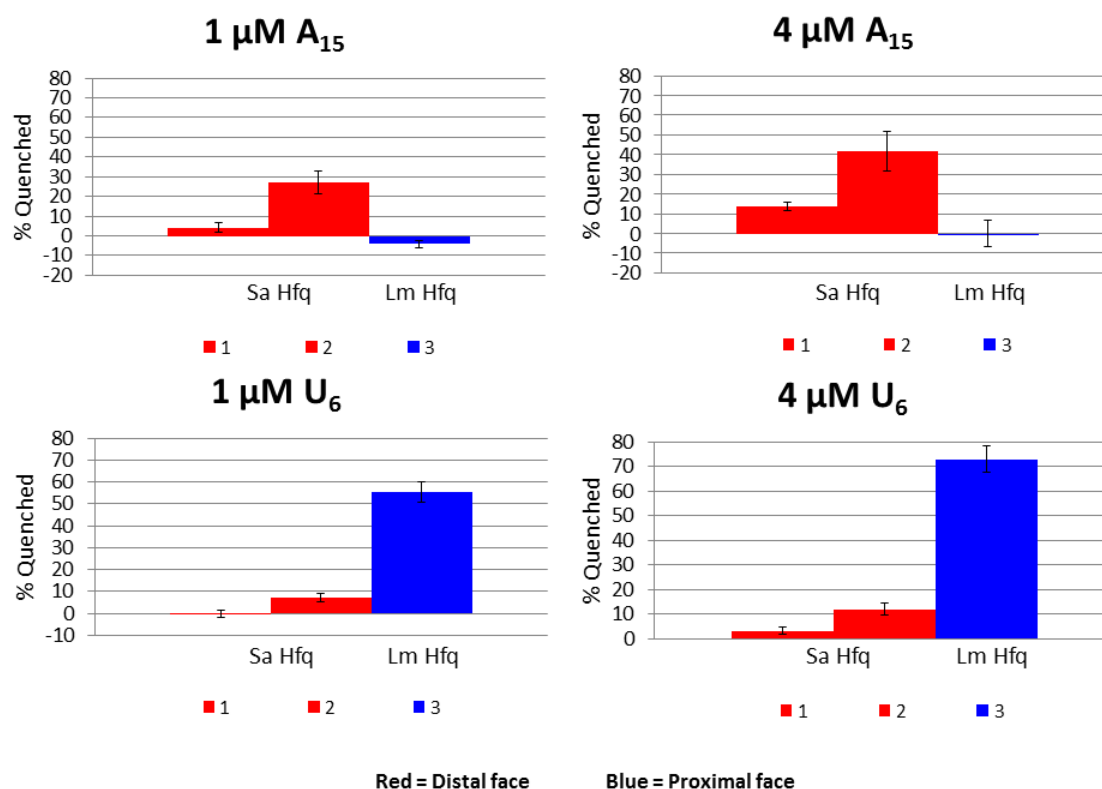 1 µM A15
% Quenched
80
70
60
50
40
30
20
10
0
-10
-20
Sa Hfq Lm Hfq
1 2 3
4 µM A15
% Quenched
80
70
60
50
40
30
20
10
0
-10
-20
Sa Hfq Lm Hfq
1 2 3
1 µM U6
% Quenched
80
70
60
50
40
30
20
10
0
-10
Sa Hfq Lm Hfq
1 2 3
4 µM U6
% Quenched
80
70
60
50
40
30
20
10
0
Sa Hfq Lm Hfq
1 2 3
Red = Distal face Blue = Proximal face